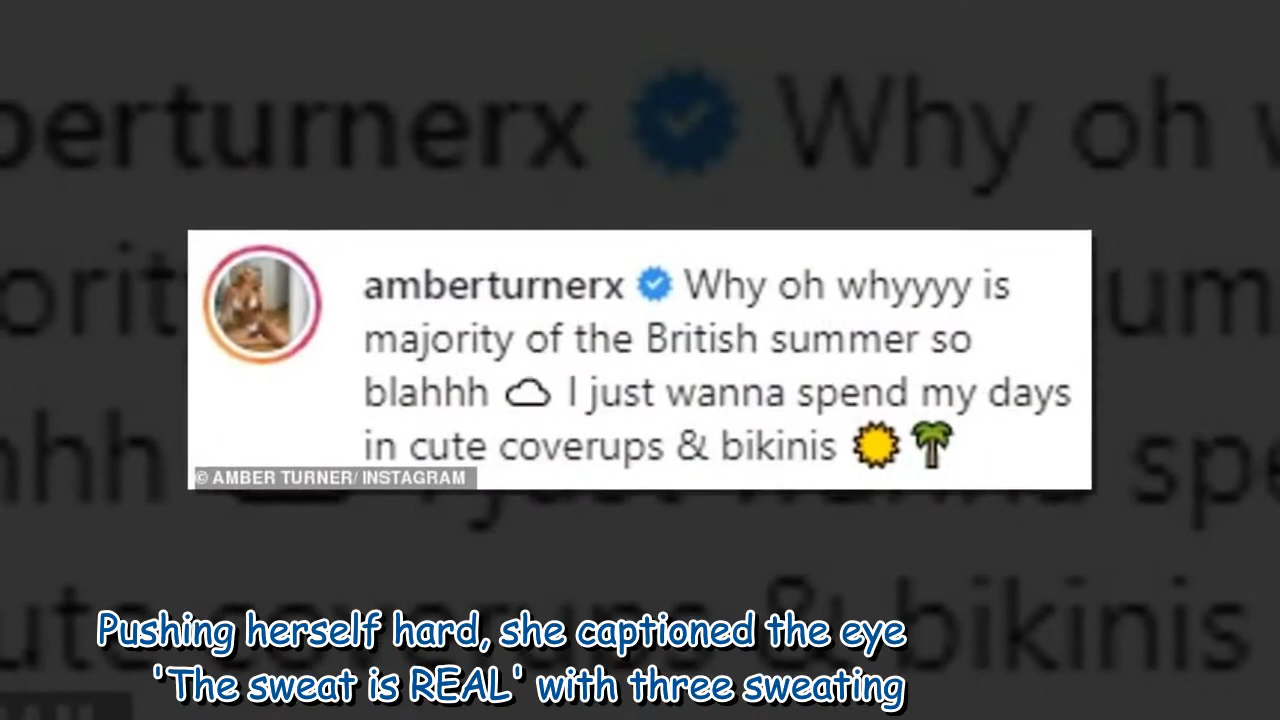 amberturnerx Why oh whyyyy is
majority of the British summer so
blahhh ☁ I just wanna spend my days
in cute coverups & bikinis ☀🌴
© AMBER TURNER/ INSTAGRAM
Pushing herself hard, she captioned the eye
'The sweat is REAL' with three sweating